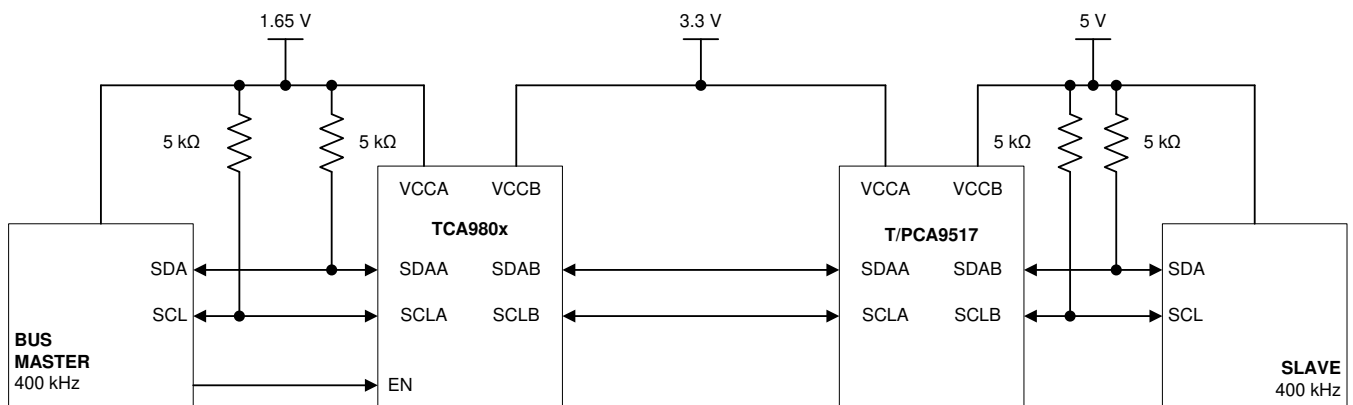 1.65 V
3.3 V
5 V
5 kΩ
5 kΩ
5 kΩ
5 kΩ
VCCA VCCB
TCA980x
VCCA VCCB
T/PCA9517
SDA
SDAA SDAB
SDAA SDAB
SDA
SCL
SCLA SCLB
SCLA SCLB
SCL
BUS
MASTER
400 kHz
EN
SLAVE
400 kHz